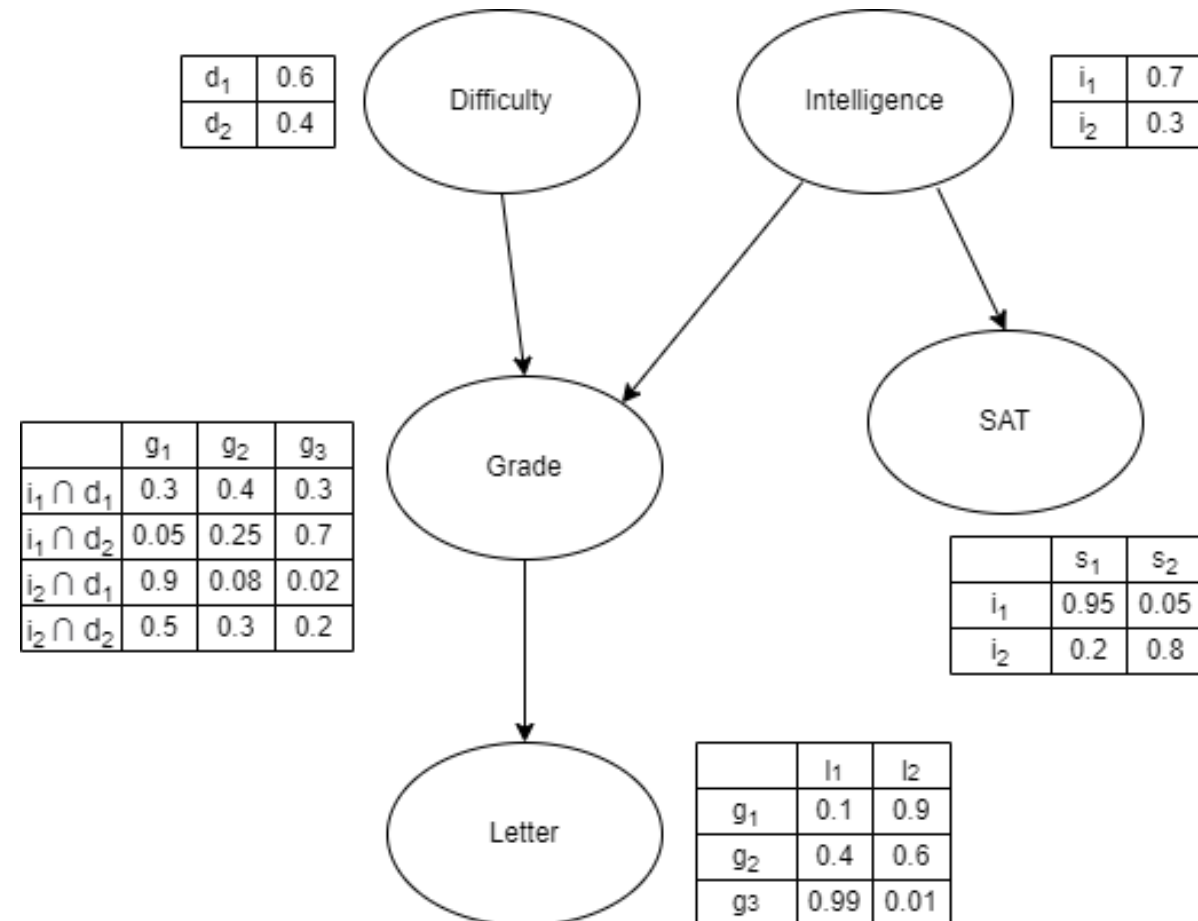 d₁ 0.6
d₂ 0.4
Difficulty
Intelligence
i₁ 0.7
i₂ 0.3
g₁ g₂ g₃
i₁ ∩ d₁ 0.3 0.4 0.3
i₁ ∩ d₂ 0.05 0.25 0.7
i₂ ∩ d₁ 0.9 0.08 0.02
i₂ ∩ d₂ 0.5 0.3 0.2
Grade
SAT
s₁ s₂
i₁ 0.95 0.05
i₂ 0.2 0.8
Letter
l₁ l₂
g₁ 0.1 0.9
g₂ 0.4 0.6
g₃ 0.99 0.01